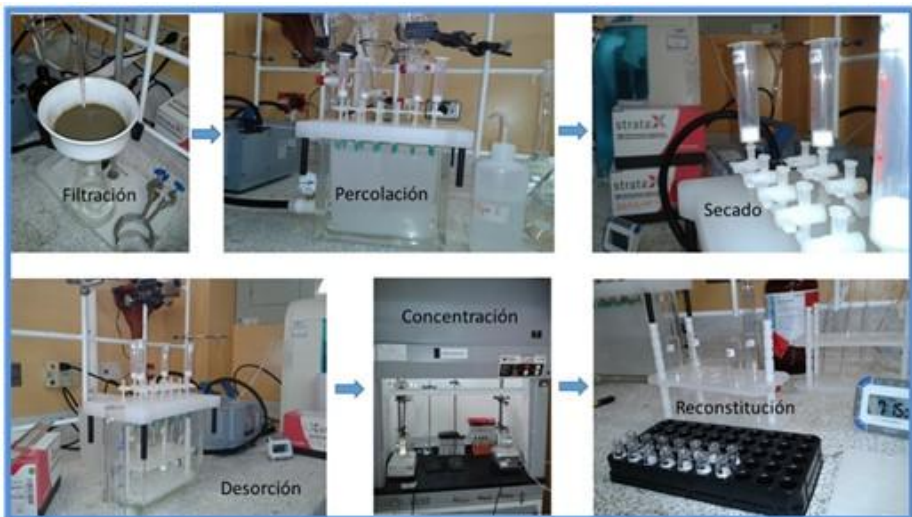 Filtración
Percolación
strata X
strata X
Secado
Desorción
Concentración
Reconstitución